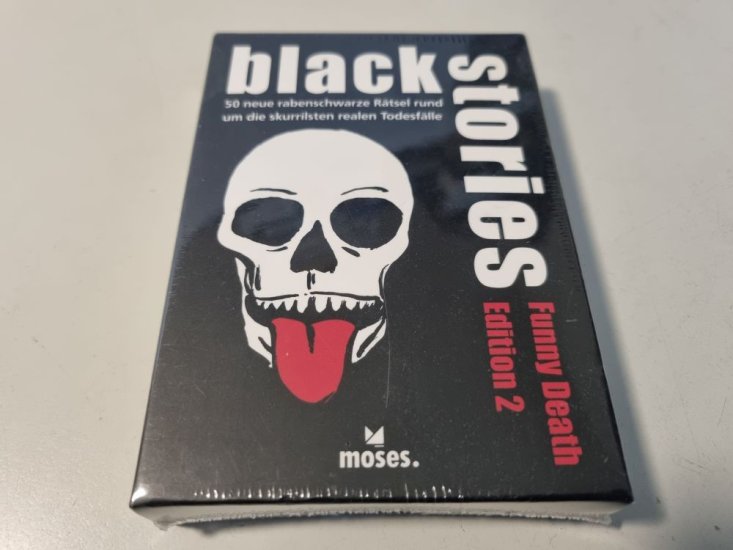 black
stories
50 neue rabenschwarze Rätsel rund
um die skurrilsten realen Todesfälle
Funny Death
Edition 2
moses.